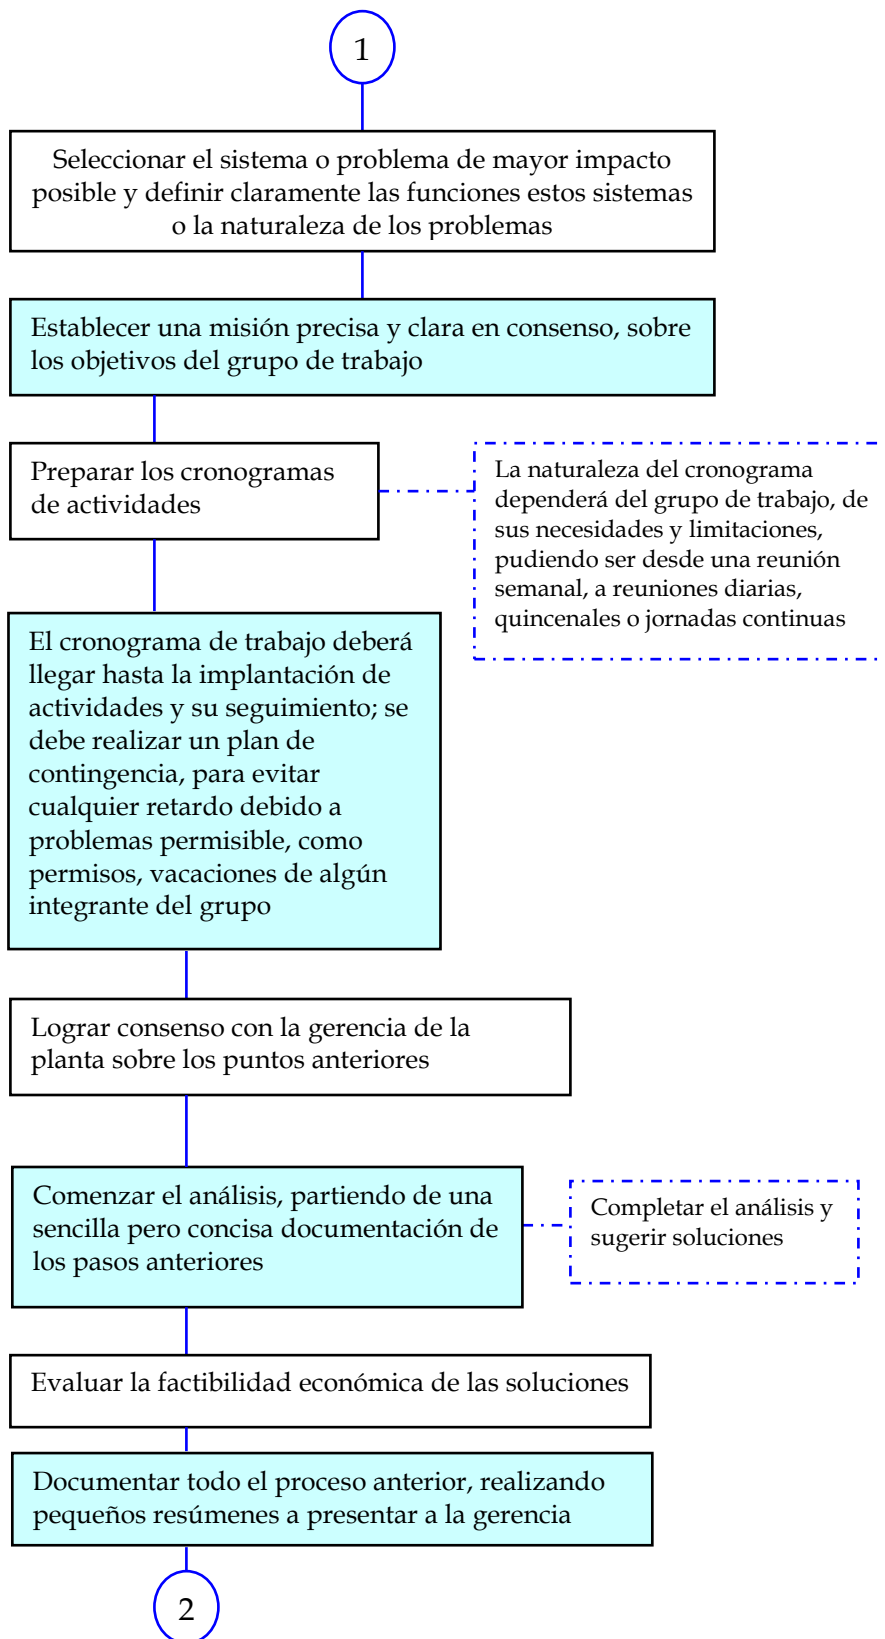 1
Seleccionar el sistema o problema de mayor impacto
posible y definir claramente las funciones estos sistemas
o la naturaleza de los problemas
Establecer una misión precisa y clara en consenso, sobre
los objetivos del grupo de trabajo
Preparar los cronogramas
de actividades
La naturaleza del cronograma
dependerá del grupo de trabajo, de
sus necesidades y limitaciones,
pudiendo ser desde una reunión
semanal, a reuniones diarias,
quincenales o jornadas continuas
El cronograma de trabajo deberá
llegar hasta la implantación de
actividades y su seguimiento; se
debe realizar un plan de
contingencia, para evitar
cualquier retardo debido a
problemas permisible, como
permisos, vacaciones de algún
integrante del grupo
Lograr consenso con la gerencia de la
planta sobre los puntos anteriores
Comenzar el análisis, partiendo de una
sencilla pero concisa documentación de
los pasos anteriores
Completar el análisis y
sugerir soluciones
Evaluar la factibilidad económica de las soluciones
Documentar todo el proceso anterior, realizando
pequeños resúmenes a presentar a la gerencia
2